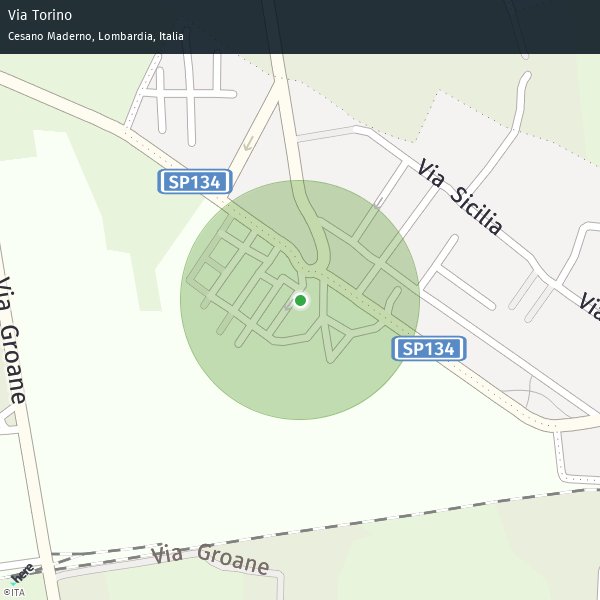 Via Torino
Cesano Maderno, Lombardia, Italia
SP134
Via Sicilia
Via Groane
Via
SP134
Via Groane
here
©ITA